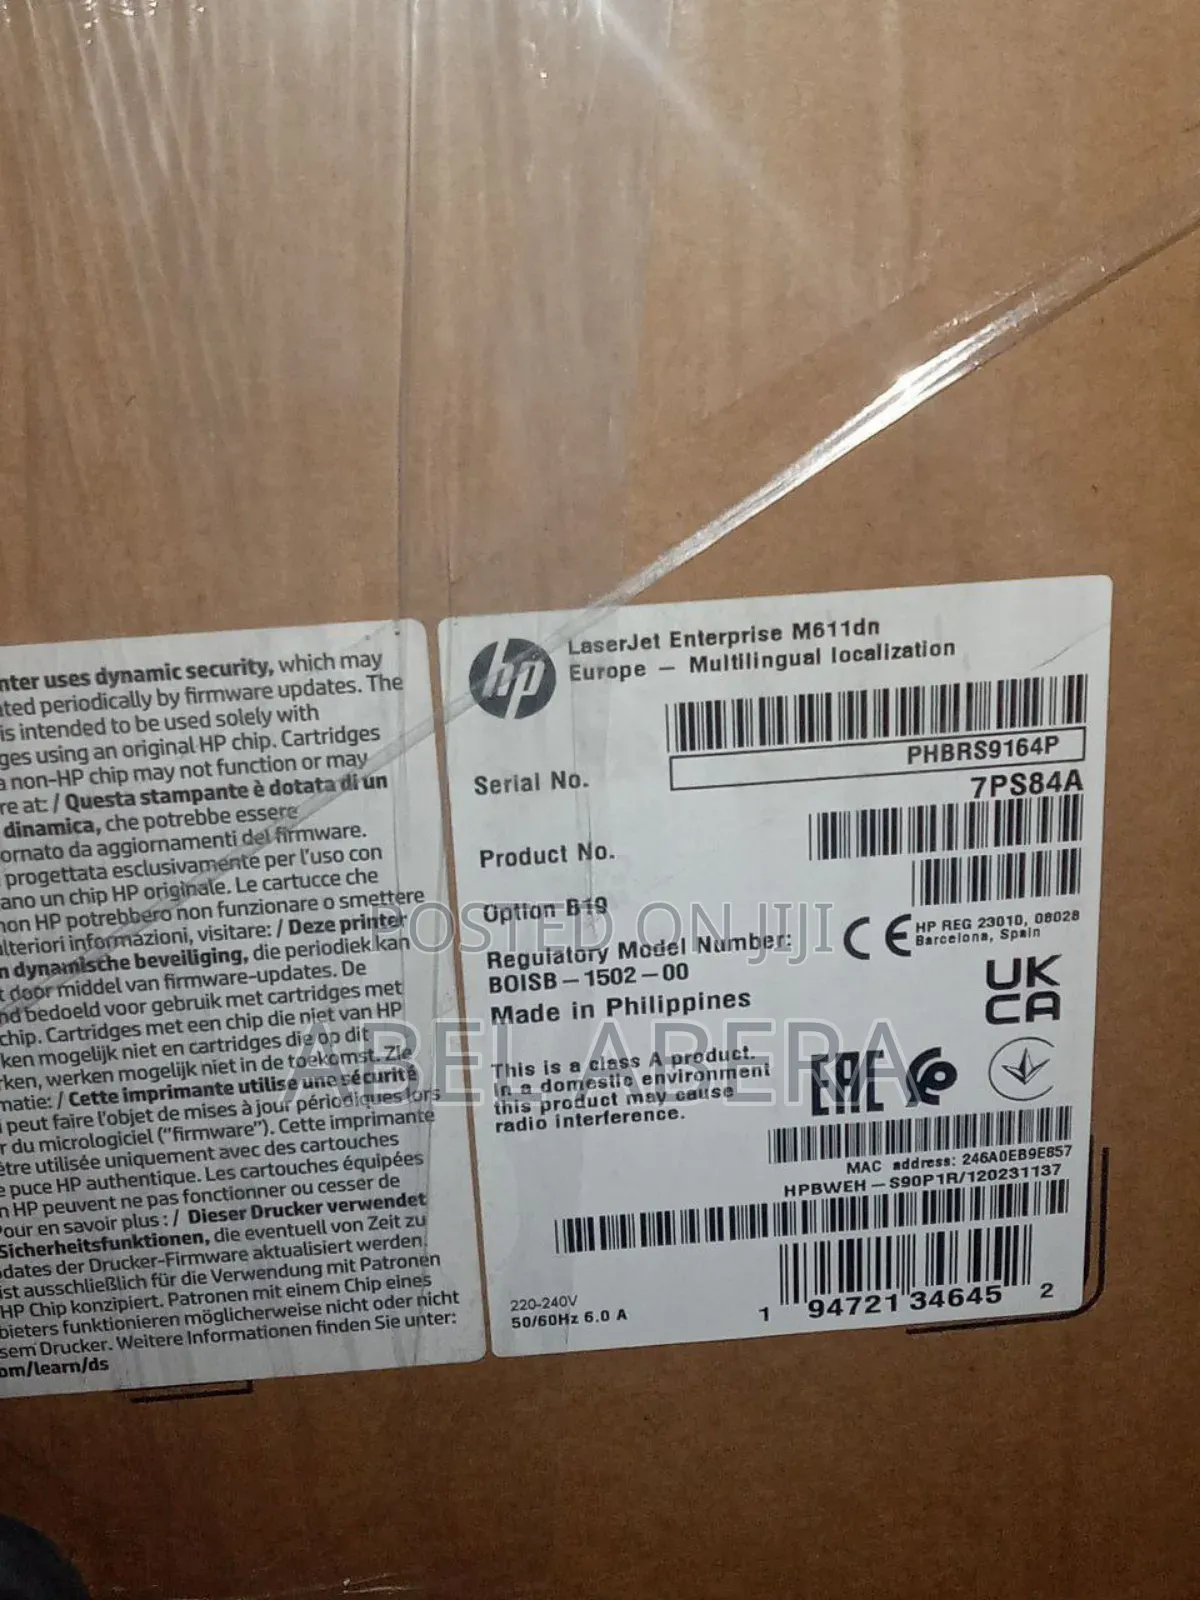 nter uses dynamic security, which may
ted periodically by firmware updates. The
is intended to be used solely with
ges using an original HP chip. Cartridges
a non-HP chip may not function or may
re at: / Questa stampante è dotata di un
dinamica, che potrebbe essere
ornato da aggiornamenti del firmware.
progettata esclusivamente per l'uso con
ano un chip HP originale. Le cartucce che
non HP potrebbero non funzionare o smettere
ulteriori informazioni, visitare: / Deze printer
n dynamische beveiliging, die periodiek kan
t door middel van firmware-updates. De
nd bedoeld voor gebruik met cartridges met
chip. Cartridges met een chip die niet van HP
ken mogelijk niet en cartridges die op dit
rken, werken mogelijk niet in de toekomst. Zie
matie: / Cette imprimante utilise une sécurité
i peut faire l'objet de mises à jour périodiques lors
r du micrologiciel ("firmware"). Cette imprimante
être utilisée uniquement avec des cartouches
e puce HP authentique. Les cartouches équipées
n HP peuvent ne pas fonctionner ou cesser de
Pour en savoir plus : / Dieser Drucker verwendet
Sicherheitsfunktionen, die eventuell von Zeit zu
dates der Drucker-Firmware aktualisiert werden.
ist ausschließlich für die Verwendung mit Patronen
HP Chip konzipiert. Patronen mit einem Chip eines
bieters funktionieren möglicherweise nicht oder nicht
sem Drucker. Weitere Informationen finden Sie unter:
om/learn/ds
hp
LaserJet Enterprise M611dn
Europe – Multilingual localization
PHBRS9164P
Serial No.
7PS84A
Product No.
Option B19
Regulatory Model Number:
BOISB-1502-00
CE HP REG 23010, 08028
Barcelona, Spain
Made in Philippines
UK
CA
This is a class A product.
In a domestic environment
this product may cause
radio interference.
EAC
MAC address: 246A0EB9E857
HPBWEH-S90P1R/120231137
220-240V
50/60Hz 6.0 A
1 94721 34645 2
POSTED ON JIJI
ABEL ABERA